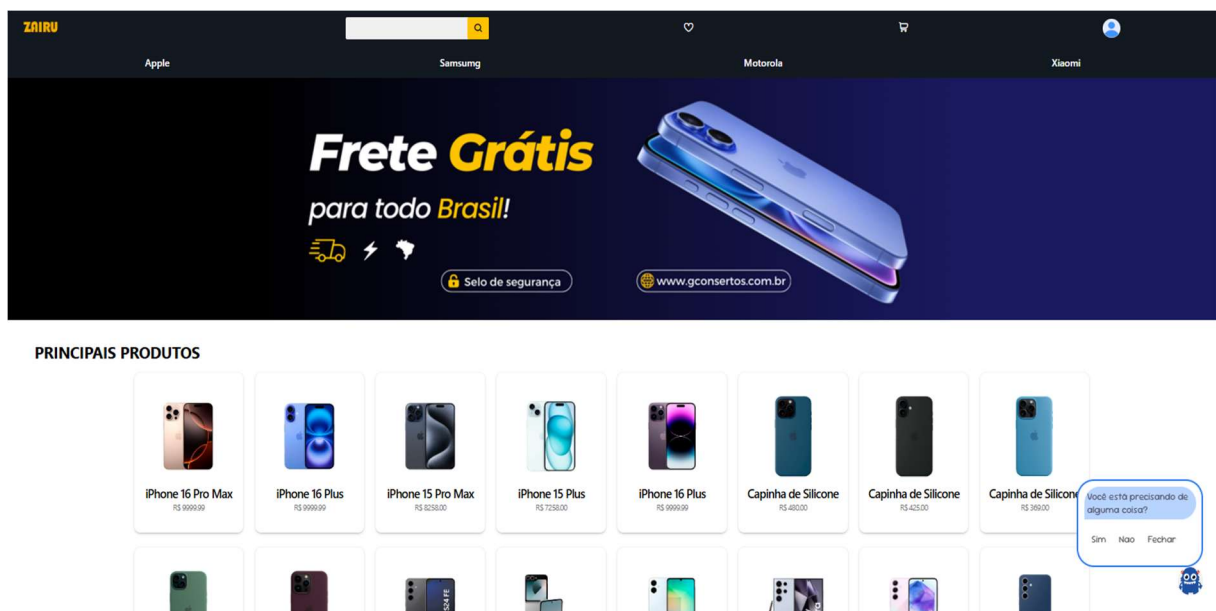 ZAIRU
Apple Samsumg Motorola Xiaomi
Frete Grátis
para todo Brasil!
Selo de segurança www.gconsertos.com.br
PRINCIPAIS PRODUTOS
iPhone 16 Pro Max iPhone 16 Plus iPhone 15 Pro Max iPhone 15 Plus iPhone 16 Plus Capinha de Silicone Capinha de Silicone Capinha de Silicone
R$ 9999.99 R$ 9999.99 R$ 8258.00 R$ 7258.00 R$ 9999.99 R$ 480.00 R$ 425.00 R$ 369.00
Você está precisando de
alguma coisa?
Sim Nao Fechar
S24 FE